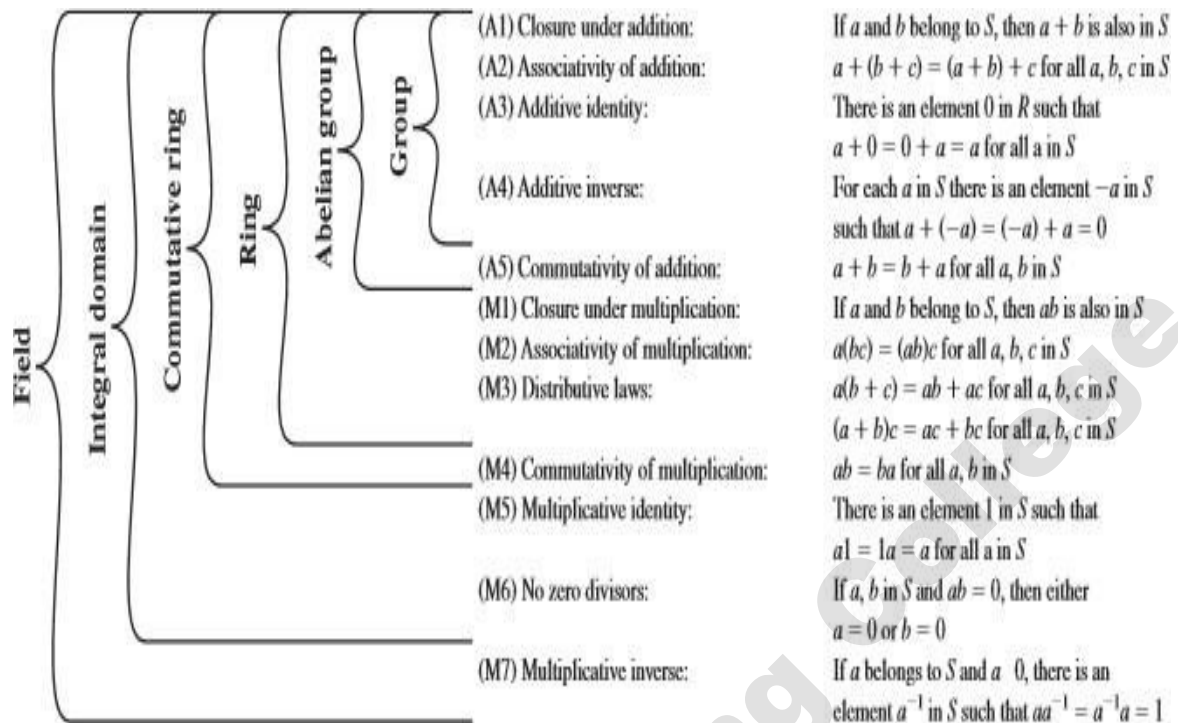 Field
Integral domain
Commutative ring
Ring
Abelian group
Group
(A1) Closure under addition: If a and b belong to S, then a + b is also in S
(A2) Associativity of addition: a + (b + c) = (a + b) + c for all a, b, c in S
(A3) Additive identity: There is an element 0 in R such that
a + 0 = 0 + a = a for all a in S
(A4) Additive inverse: For each a in S there is an element −a in S
such that a + (−a) = (−a) + a = 0
(A5) Commutativity of addition: a + b = b + a for all a, b in S
(M1) Closure under multiplication: If a and b belong to S, then ab is also in S
(M2) Associativity of multiplication: a(bc) = (ab)c for all a, b, c in S
(M3) Distributive laws: a(b + c) = ab + ac for all a, b, c in S
(a + b)c = ac + bc for all a, b, c in S
(M4) Commutativity of multiplication: ab = ba for all a, b in S
(M5) Multiplicative identity: There is an element 1 in S such that
a1 = 1a = a for all a in S
(M6) No zero divisors: If a, b in S and ab = 0, then either
a = 0 or b = 0
(M7) Multiplicative inverse: If a belongs to S and a 0, there is an
element a⁻¹ in S such that aa⁻¹ = a⁻¹a = 1
College